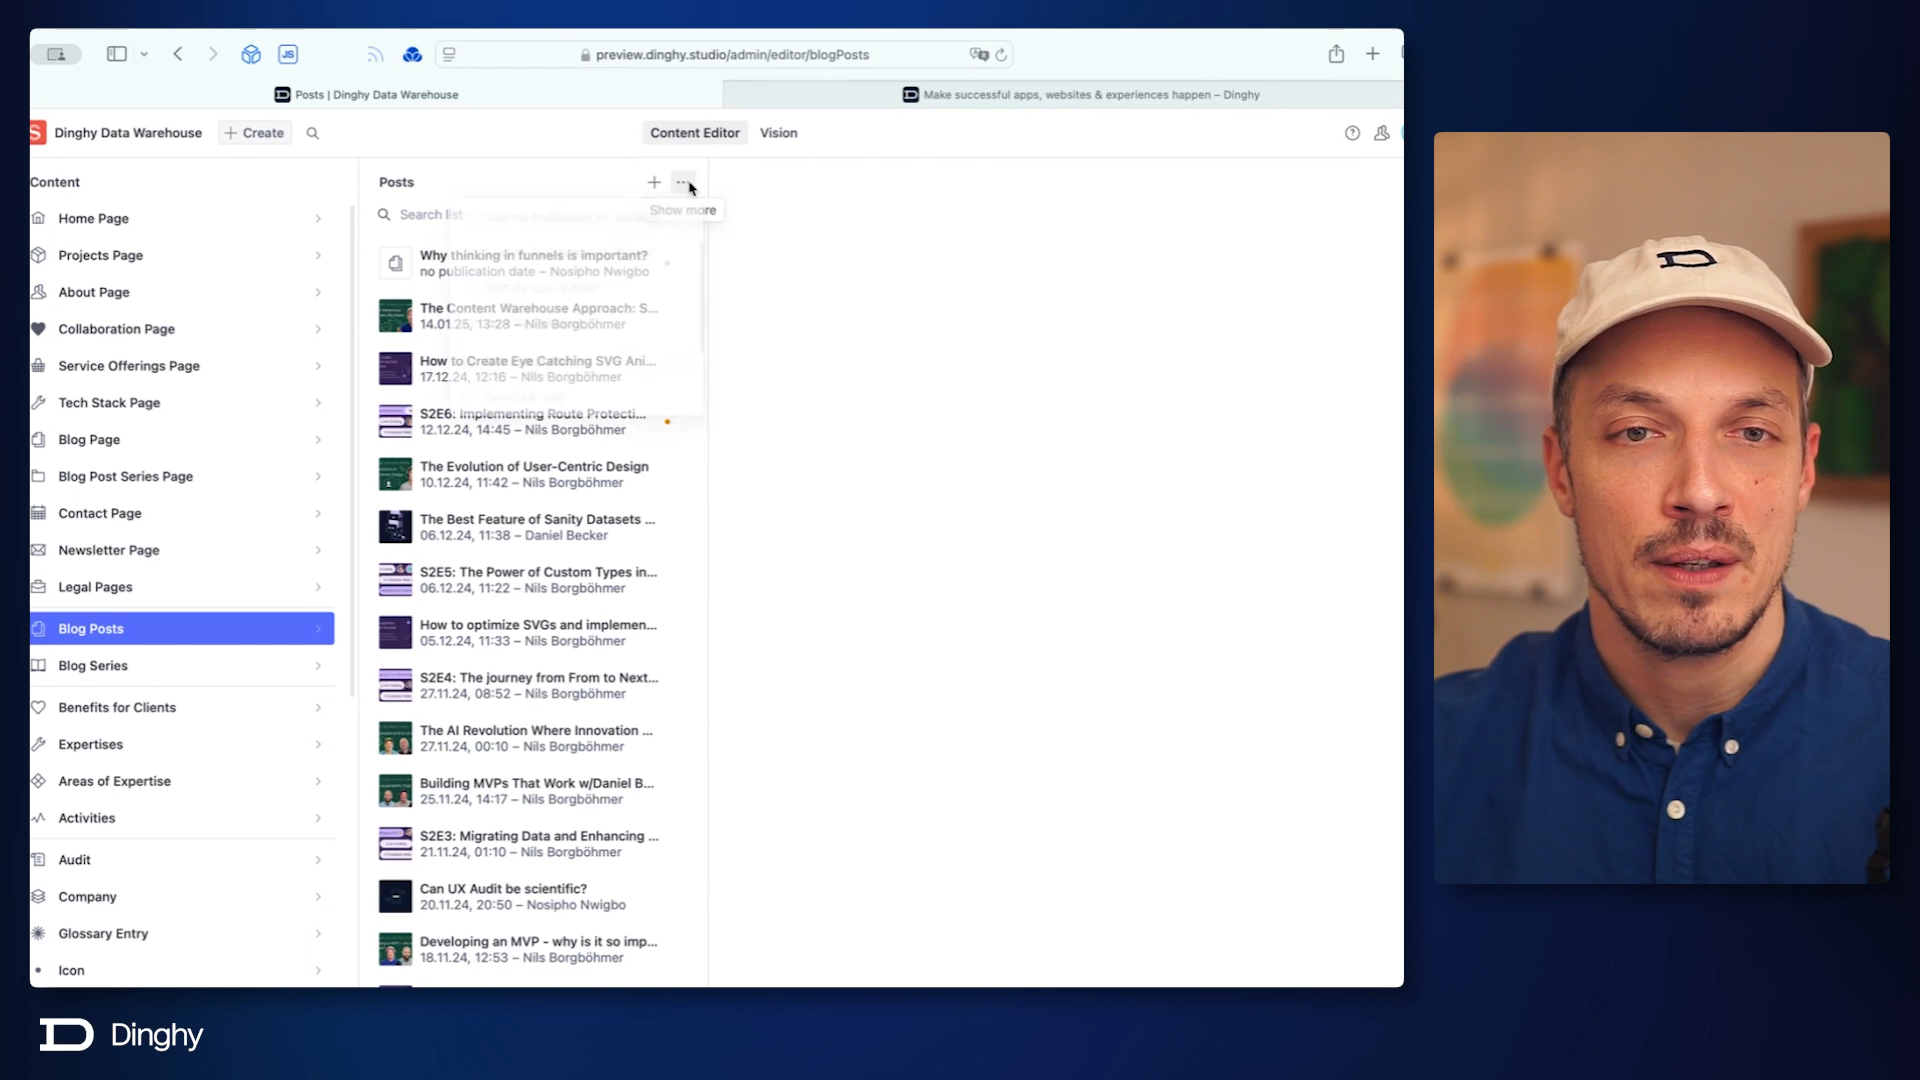 JS
preview.dinghy.studio/admin/editor/blogPosts
Posts | Dinghy Data Warehouse
Make successful apps, websites & experiences happen – Dinghy
S
Dinghy Data Warehouse
+ Create
Content Editor
Vision
Content
Home Page
Projects Page
About Page
Collaboration Page
Service Offerings Page
Tech Stack Page
Blog Page
Blog Post Series Page
Contact Page
Newsletter Page
Legal Pages
Blog Posts
Blog Series
Benefits for Clients
Expertises
Areas of Expertise
Activities
Audit
Company
Glossary Entry
Icon
Posts
Show more
Search list
Why thinking in funnels is important?
no publication date – Nosipho Nwigbo
The Content Warehouse Approach: S...
14.01.25, 13:28 – Nils Borgböhmer
How to Create Eye Catching SVG Ani...
17.12.24, 12:16 – Nils Borgböhmer
S2E6: Implementing Route Protecti...
12.12.24, 14:45 – Nils Borgböhmer
The Evolution of User-Centric Design
10.12.24, 11:42 – Nils Borgböhmer
The Best Feature of Sanity Datasets ...
06.12.24, 11:38 – Daniel Becker
S2E5: The Power of Custom Types in...
06.12.24, 11:22 – Nils Borgböhmer
How to optimize SVGs and implemen...
05.12.24, 11:33 – Nils Borgböhmer
S2E4: The journey from From to Next...
27.11.24, 08:52 – Nils Borgböhmer
The AI Revolution Where Innovation ...
27.11.24, 00:10 – Nils Borgböhmer
Building MVPs That Work w/Daniel B...
25.11.24, 14:17 – Nils Borgböhmer
S2E3: Migrating Data and Enhancing ...
21.11.24, 01:10 – Nils Borgböhmer
Can UX Audit be scientific?
20.11.24, 20:50 – Nosipho Nwigbo
Developing an MVP - why is it so imp...
18.11.24, 12:53 – Nils Borgböhmer
Dinghy